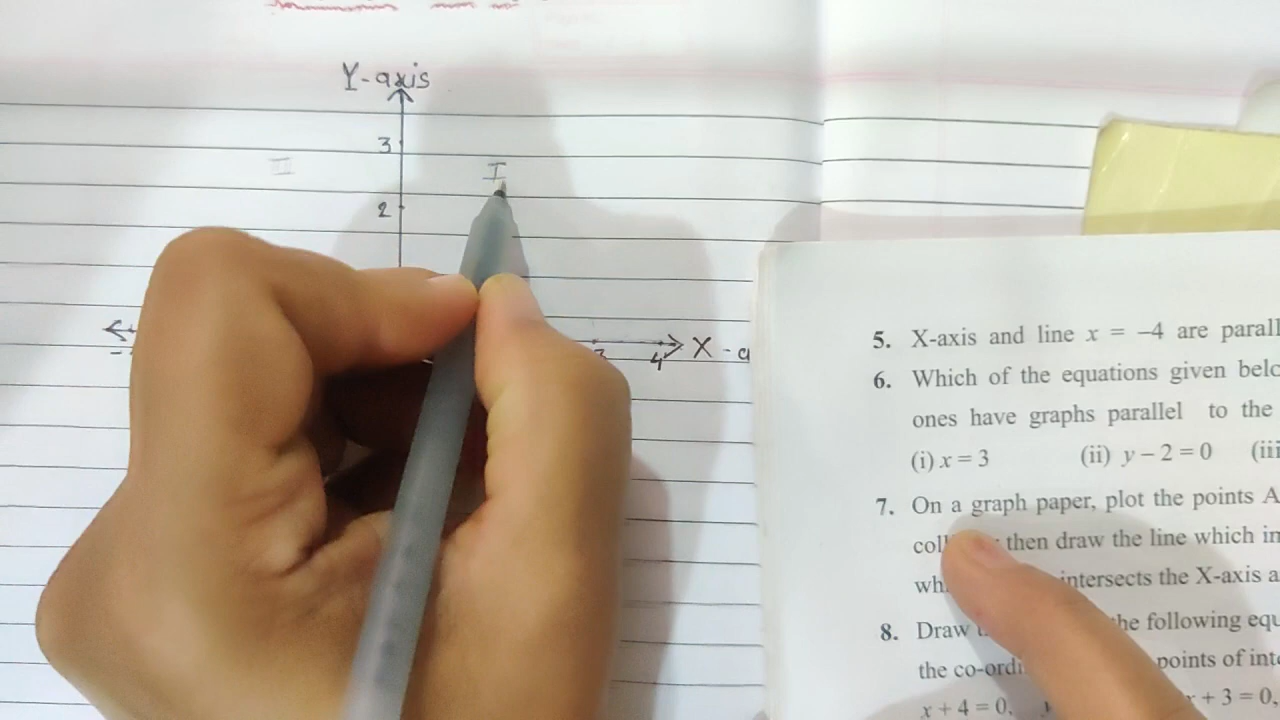 Y-axis
3
II I
2
4 X - a
5. X-axis and line x = –4 are parall
6. Which of the equations given belo
ones have graphs parallel to the
(i) x = 3 (ii) y – 2 = 0 (iii
7. On a graph paper, plot the points A
then draw the line which in
intersects the X-axis a
8. Draw the following equ
the co-ordi points of inte
x + 4 = 0, + 3 = 0,